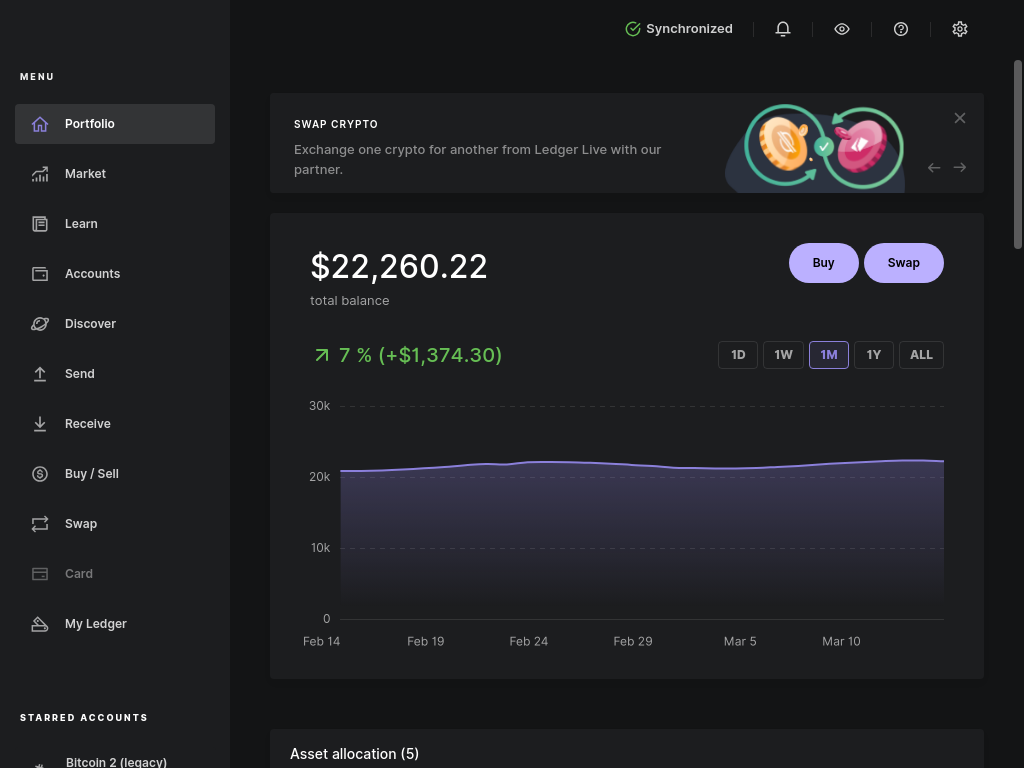 Synchronized
MENU
Portfolio
Market
Learn
Accounts
Discover
Send
Receive
Buy / Sell
Swap
Card
My Ledger
STARRED ACCOUNTS
Bitcoin 2 (legacy)
SWAP CRYPTO
Exchange one crypto for another from Ledger Live with our
partner.
$22,260.22
total balance
Buy
Swap
7 % (+$1,374.30)
1D
1W
1M
1Y
ALL
30k
20k
10k
0
Feb 14
Feb 19
Feb 24
Feb 29
Mar 5
Mar 10
Asset allocation (5)